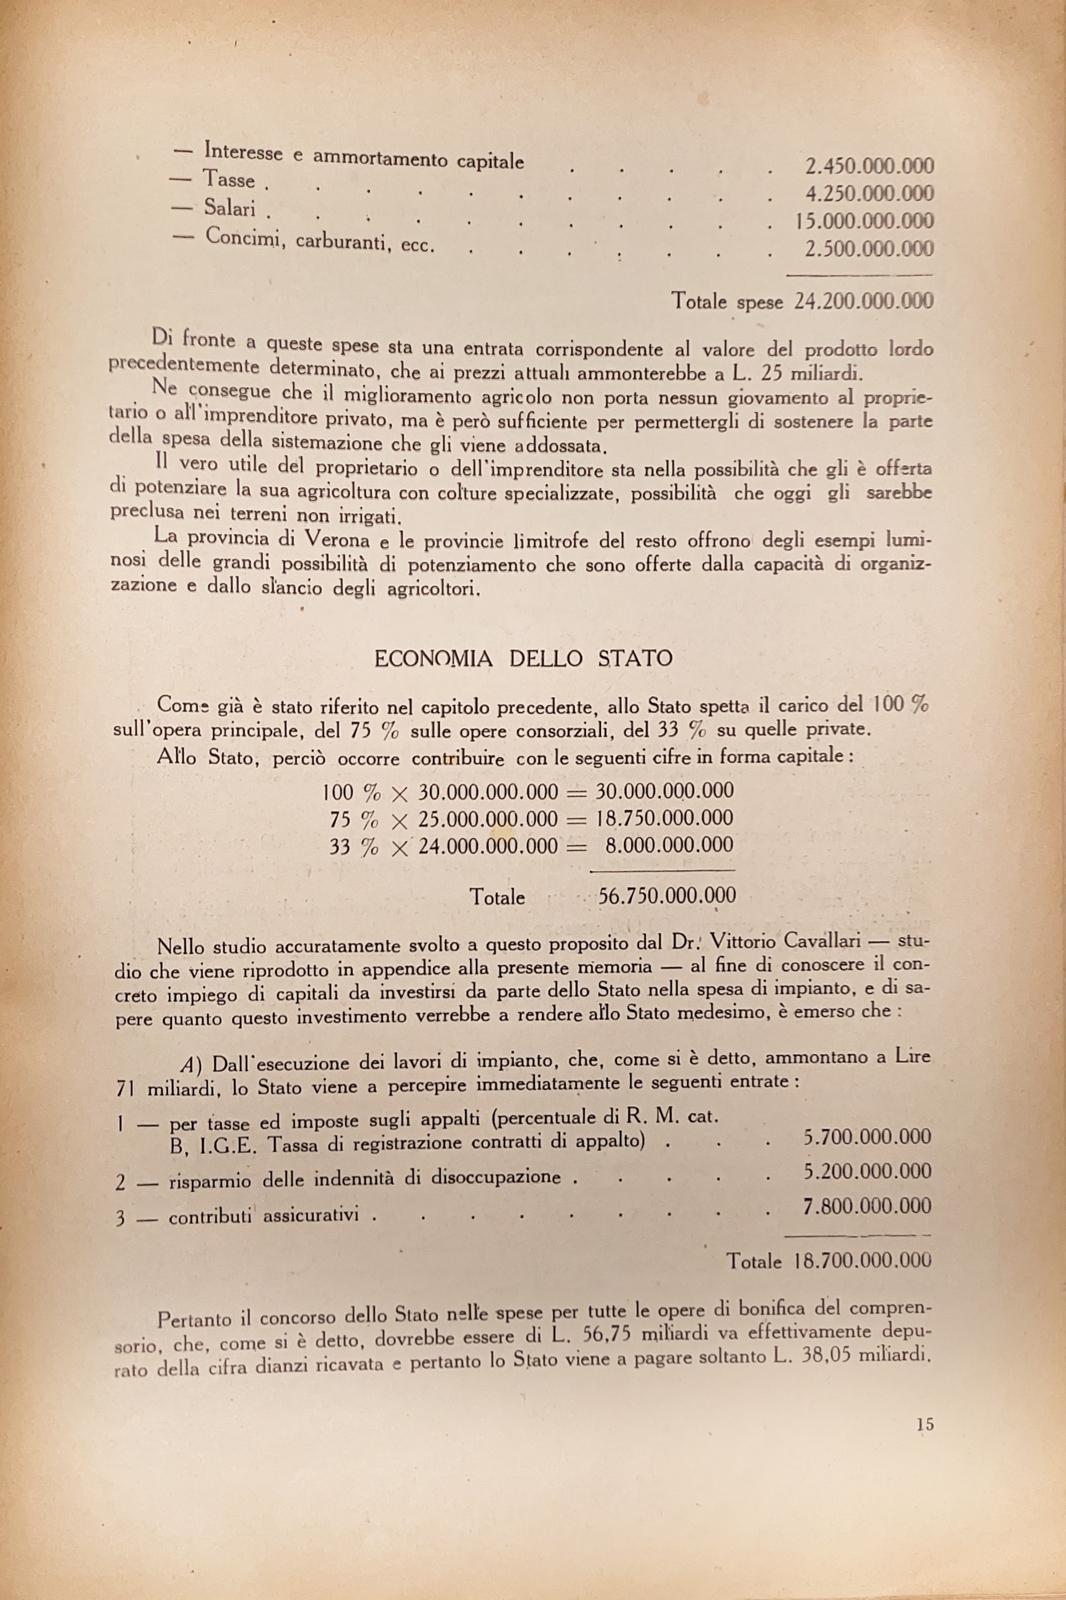 — Interesse e ammortamento capitale . . . . . 2.450.000.000
— Tasse . . . . . . . . . . . 4.250.000.000
— Salari . . . . . . . . . . . 15.000.000.000
— Concimi, carburanti, ecc. . . . . . . . 2.500.000.000
Totale spese 24.200.000.000
Di fronte a queste spese sta una entrata corrispondente al valore del prodotto lordo
precedentemente determinato, che ai prezzi attuali ammonterebbe a L. 25 miliardi.
Ne consegue che il miglioramento agricolo non porta nessun giovamento al proprie-
tario o all'imprenditore privato, ma è però sufficiente per permettergli di sostenere la parte
della spesa della sistemazione che gli viene addossata.
Il vero utile del proprietario o dell'imprenditore sta nella possibilità che gli è offerta
di potenziare la sua agricoltura con colture specializzate, possibilità che oggi gli sarebbe
preclusa nei terreni non irrigati.
La provincia di Verona e le provincie limitrofe del resto offrono degli esempi lumi-
nosi delle grandi possibilità di potenziamento che sono offerte dalla capacità di organiz-
zazione e dallo slancio degli agricoltori.
ECONOMIA DELLO STATO
Come già è stato riferito nel capitolo precedente, allo Stato spetta il carico del 100 %
sull'opera principale, del 75 % sulle opere consorziali, del 33 % su quelle private.
Allo Stato, perciò occorre contribuire con le seguenti cifre in forma capitale :
100 % × 30.000.000.000 = 30.000.000.000
75 % × 25.000.000.000 = 18.750.000.000
33 % × 24.000.000.000 = 8.000.000.000
Totale 56.750.000.000
Nello studio accuratamente svolto a questo proposito dal Dr. Vittorio Cavallari — stu-
dio che viene riprodotto in appendice alla presente memoria — al fine di conoscere il con-
creto impiego di capitali da investirsi da parte dello Stato nella spesa di impianto, e di sa-
pere quanto questo investimento verrebbe a rendere allo Stato medesimo, è emerso che :
A) Dall'esecuzione dei lavori di impianto, che, come si è detto, ammontano a Lire
71 miliardi, lo Stato viene a percepire immediatamente le seguenti entrate :
1 — per tasse ed imposte sugli appalti (percentuale di R. M. cat.
B, I.G.E. Tassa di registrazione contratti di appalto) . . . 5.700.000.000
2 — risparmio delle indennità di disoccupazione . . . . . 5.200.000.000
3 — contributi assicurativi . . . . . . . . . 7.800.000.000
Totale 18.700.000.000
Pertanto il concorso dello Stato nelle spese per tutte le opere di bonifica del compren-
sorio, che, come si è detto, dovrebbe essere di L. 56,75 miliardi va effettivamente depu-
rato della cifra dianzi ricavata e pertanto lo Stato viene a pagare soltanto L. 38,05 miliardi.
15